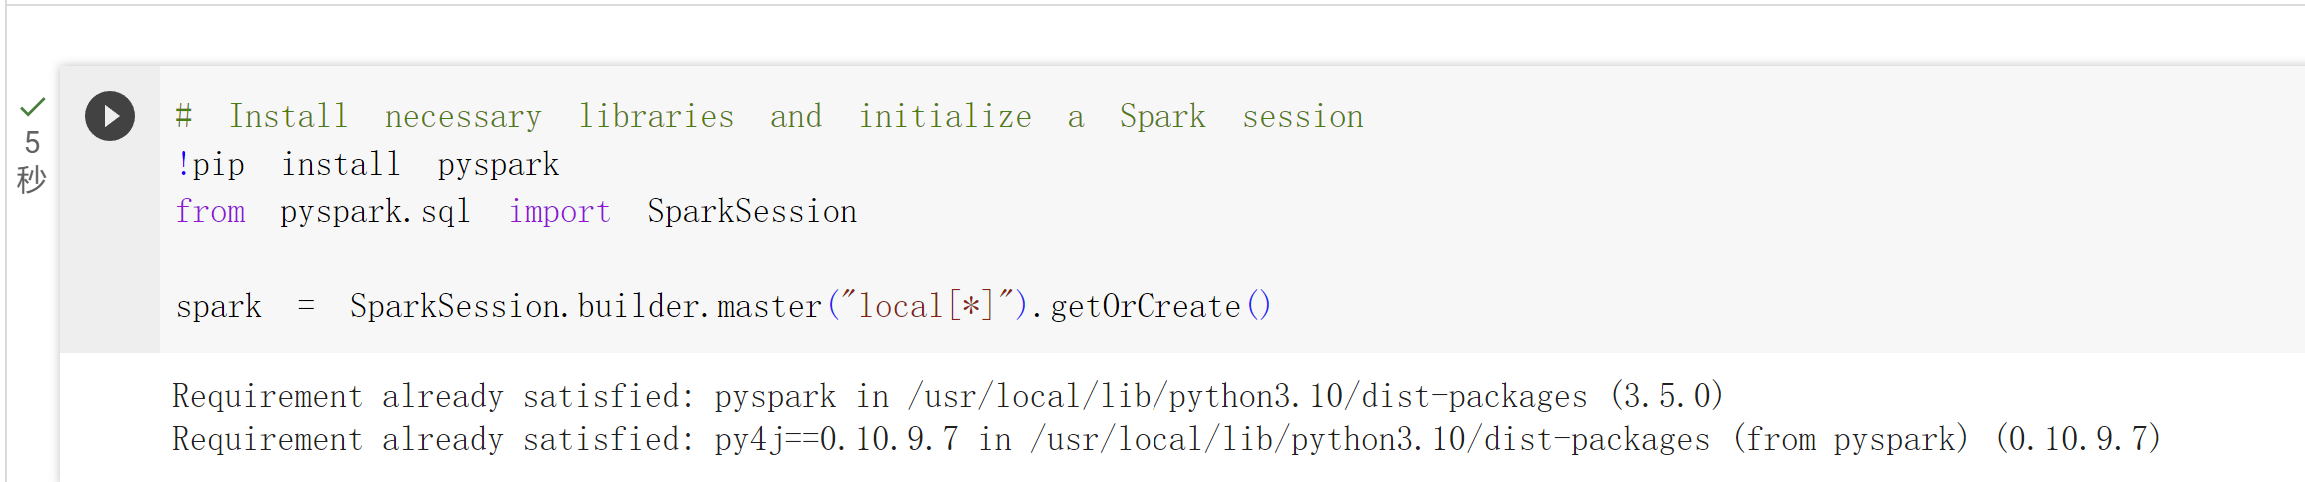 # Install necessary libraries and initialize a Spark session
!pip install pyspark
from pyspark.sql import SparkSession
spark = SparkSession.builder.master("local[*]").getOrCreate()
5
秒
Requirement already satisfied: pyspark in /usr/local/lib/python3.10/dist-packages (3.5.0)
Requirement already satisfied: py4j==0.10.9.7 in /usr/local/lib/python3.10/dist-packages (from pyspark) (0.10.9.7)